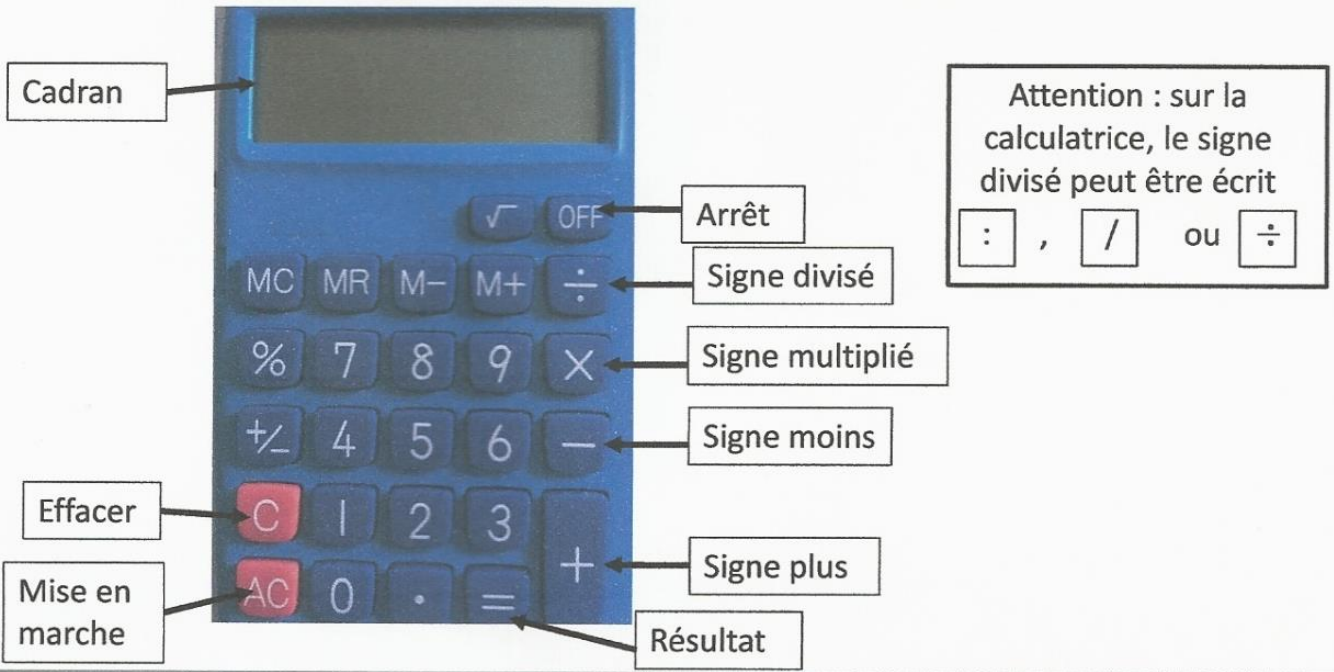 Cadran
Attention : sur la
calculatrice, le signe
divisé peut être écrit
: , / ou ÷
√ OFF
Arrêt
MC MR M− M+ ÷
Signe divisé
% 7 8 9 ×
Signe multiplié
+/− 4 5 6 −
Signe moins
Effacer
C 1 2 3
+
Signe plus
Mise en
marche
AC 0 . =
Résultat